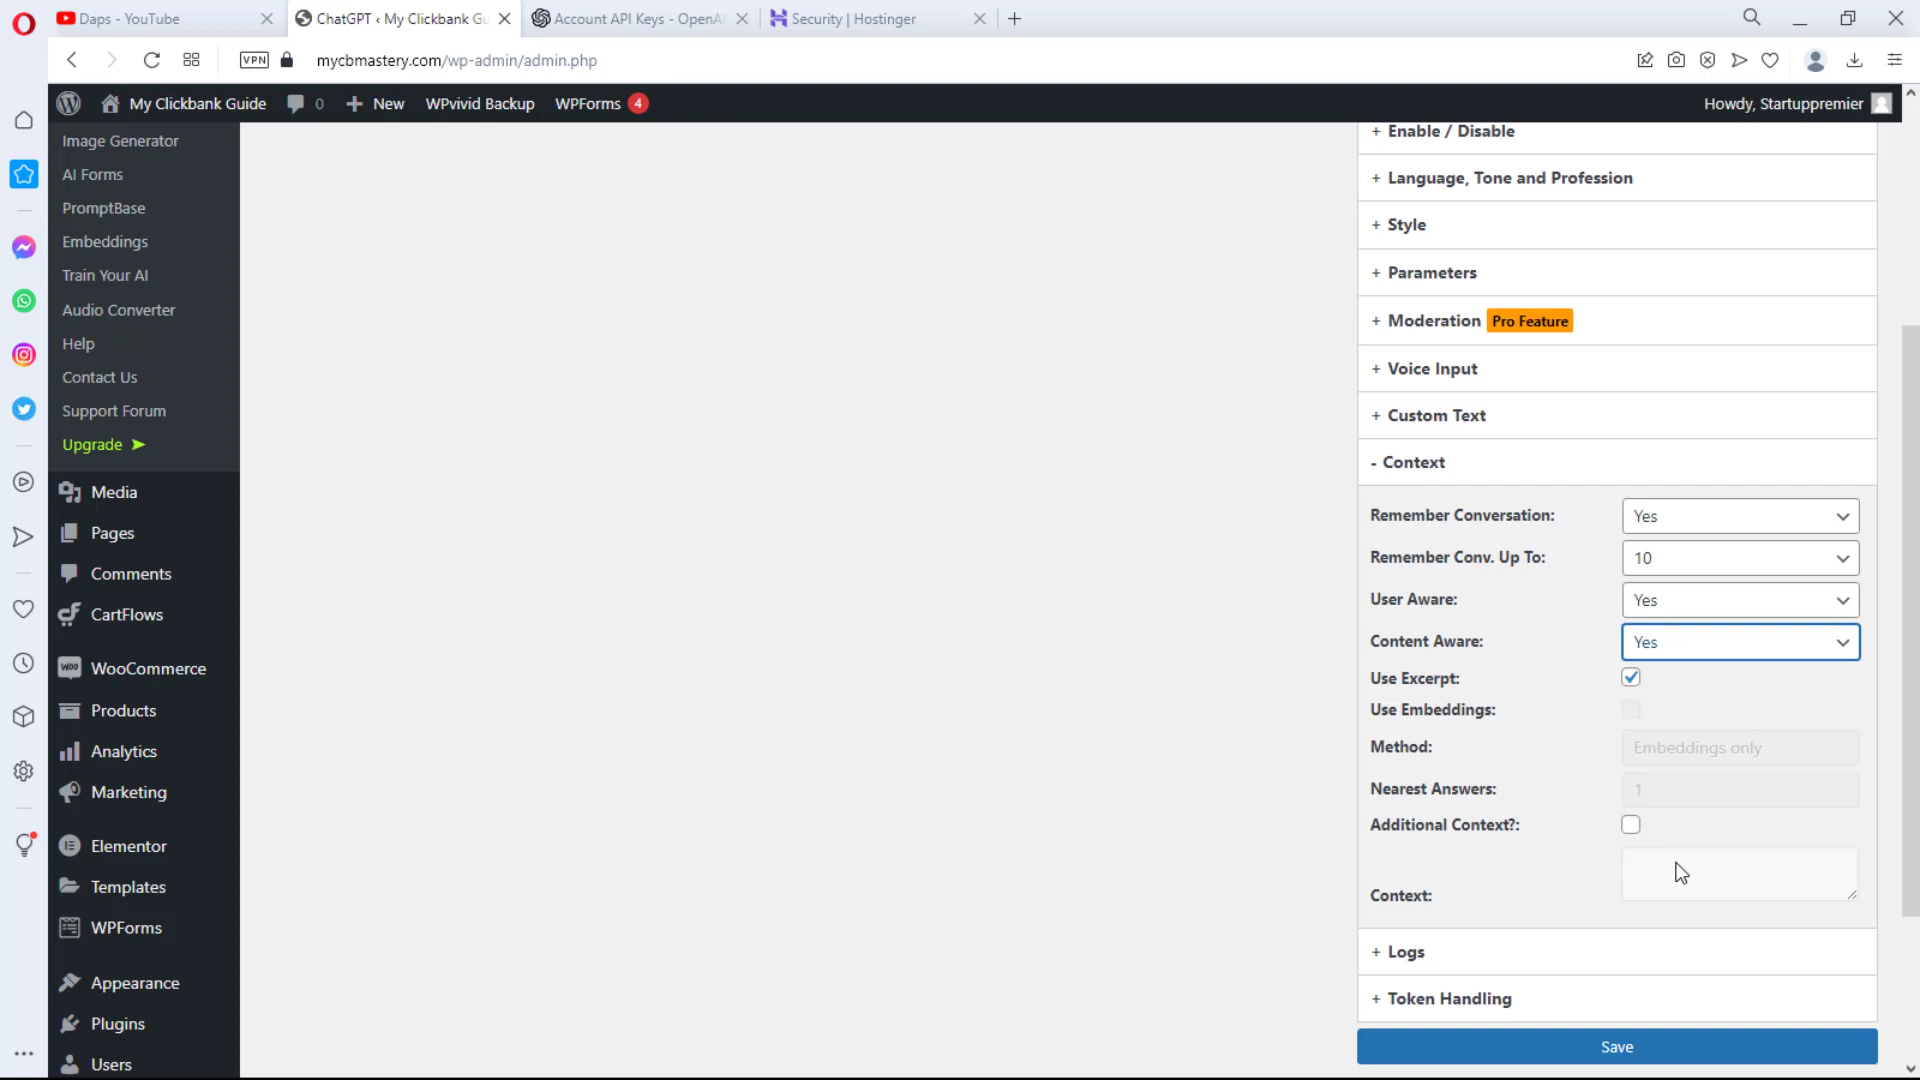 Daps - YouTube
ChatGPT ‹ My Clickbank Gu
Account API Keys - OpenA
Security | Hostinger
VPN
mycbmastery.com/wp-admin/admin.php
My Clickbank Guide
0
New
WPvivid Backup
WPForms 4
Howdy, Startuppremier
Image Generator
AI Forms
PromptBase
Embeddings
Train Your AI
Audio Converter
Help
Contact Us
Support Forum
Upgrade ➤
Media
Pages
Comments
CartFlows
WooCommerce
Products
Analytics
Marketing
Elementor
Templates
WPForms
Appearance
Plugins
Users
+ Enable / Disable
+ Language, Tone and Profession
+ Style
+ Parameters
+ Moderation Pro Feature
+ Voice Input
+ Custom Text
- Context
Remember Conversation: Yes
Remember Conv. Up To: 10
User Aware: Yes
Content Aware: Yes
Use Excerpt:
Use Embeddings:
Method: Embeddings only
Nearest Answers: 1
Additional Context?:
Context:
+ Logs
+ Token Handling
Save